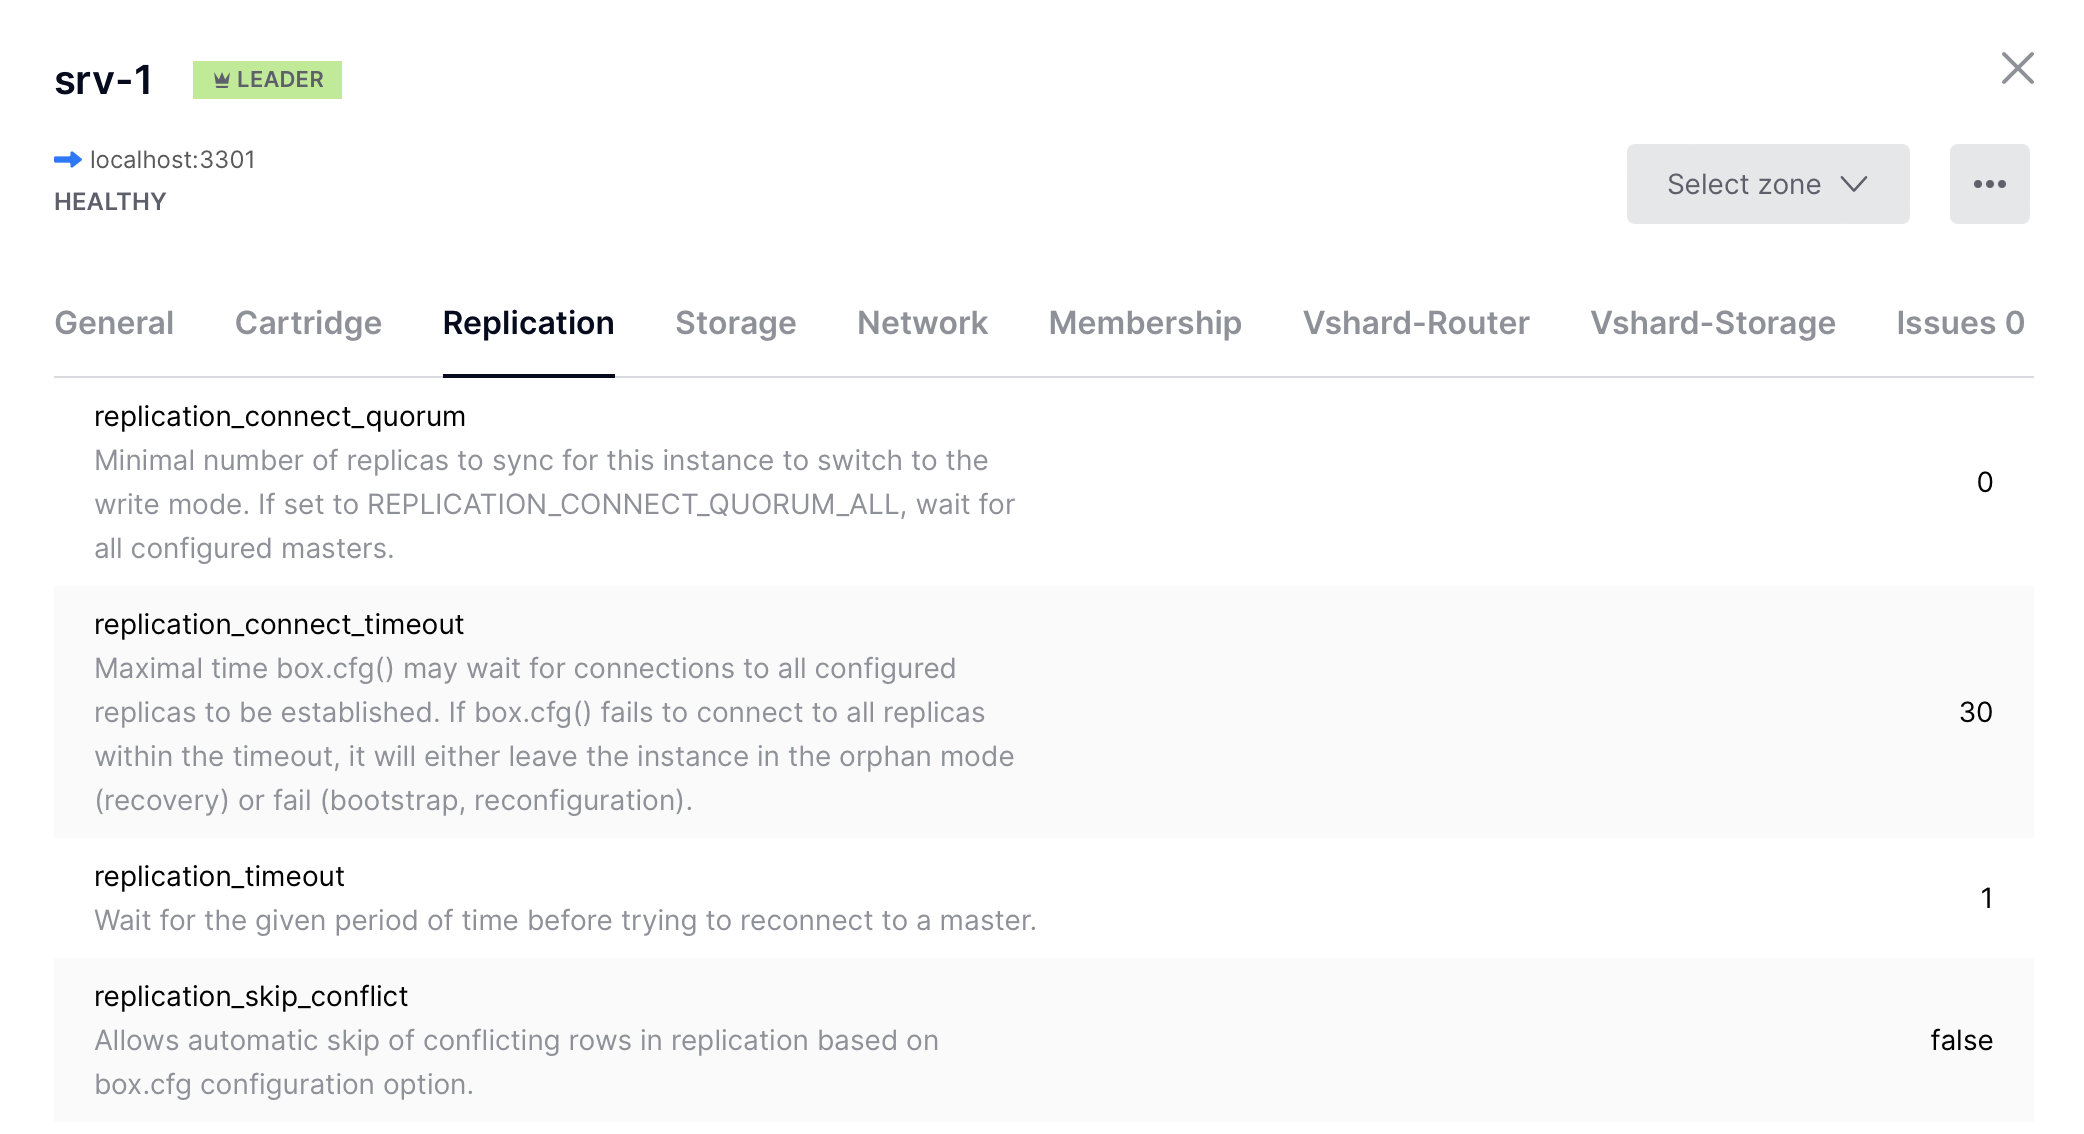 srv-1
LEADER
localhost:3301
HEALTHY
Select zone
General Cartridge Replication Storage Network Membership Vshard-Router Vshard-Storage Issues 0
replication_connect_quorum
Minimal number of replicas to sync for this instance to switch to the
write mode. If set to REPLICATION_CONNECT_QUORUM_ALL, wait for
all configured masters.
0
replication_connect_timeout
Maximal time box.cfg() may wait for connections to all configured
replicas to be established. If box.cfg() fails to connect to all replicas
within the timeout, it will either leave the instance in the orphan mode
(recovery) or fail (bootstrap, reconfiguration).
30
replication_timeout
Wait for the given period of time before trying to reconnect to a master.
1
replication_skip_conflict
Allows automatic skip of conflicting rows in replication based on
box.cfg configuration option.
false